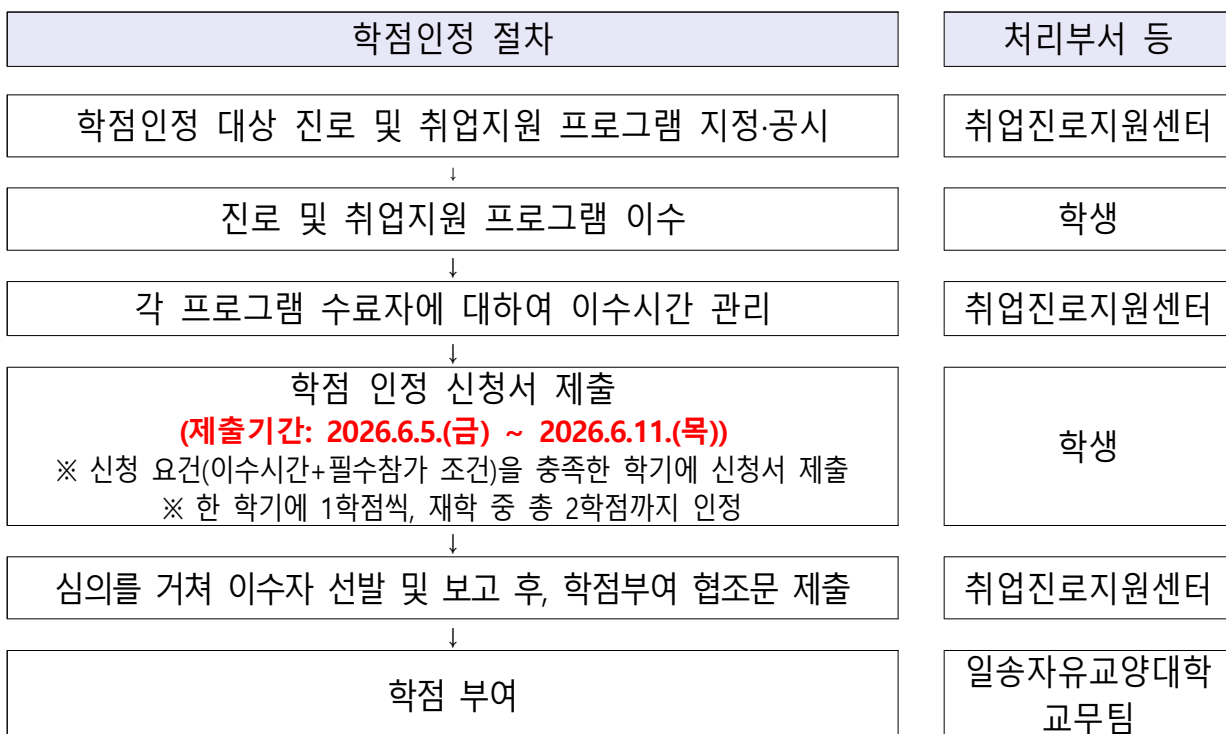 학점인정 절차
처리부서 등
학점인정 대상 진로 및 취업지원 프로그램 지정·공시
취업진로지원센터
↓
진로 및 취업지원 프로그램 이수
학생
↓
각 프로그램 수료자에 대하여 이수시간 관리
취업진로지원센터
↓
학점 인정 신청서 제출
(제출기간: 2026.6.5.(금) ~ 2026.6.11.(목))
※ 신청 요건(이수시간+필수참가 조건)을 충족한 학기에 신청서 제출
※ 한 학기에 1학점씩, 재학 중 총 2학점까지 인정
학생
↓
심의를 거쳐 이수자 선발 및 보고 후, 학점부여 협조문 제출
취업진로지원센터
↓
학점 부여
일송자유교양대학
교무팀